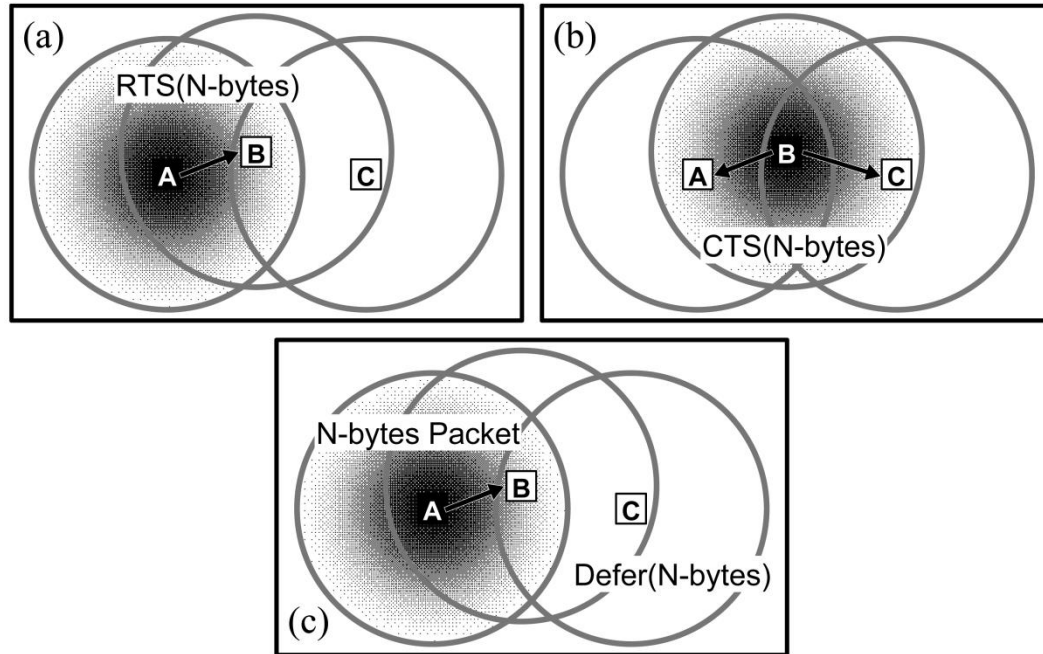 (a)
RTS(N-bytes)
A
B
C
(b)
A
B
C
CTS(N-bytes)
N-bytes Packet
A
B
C
Defer(N-bytes)
(c)